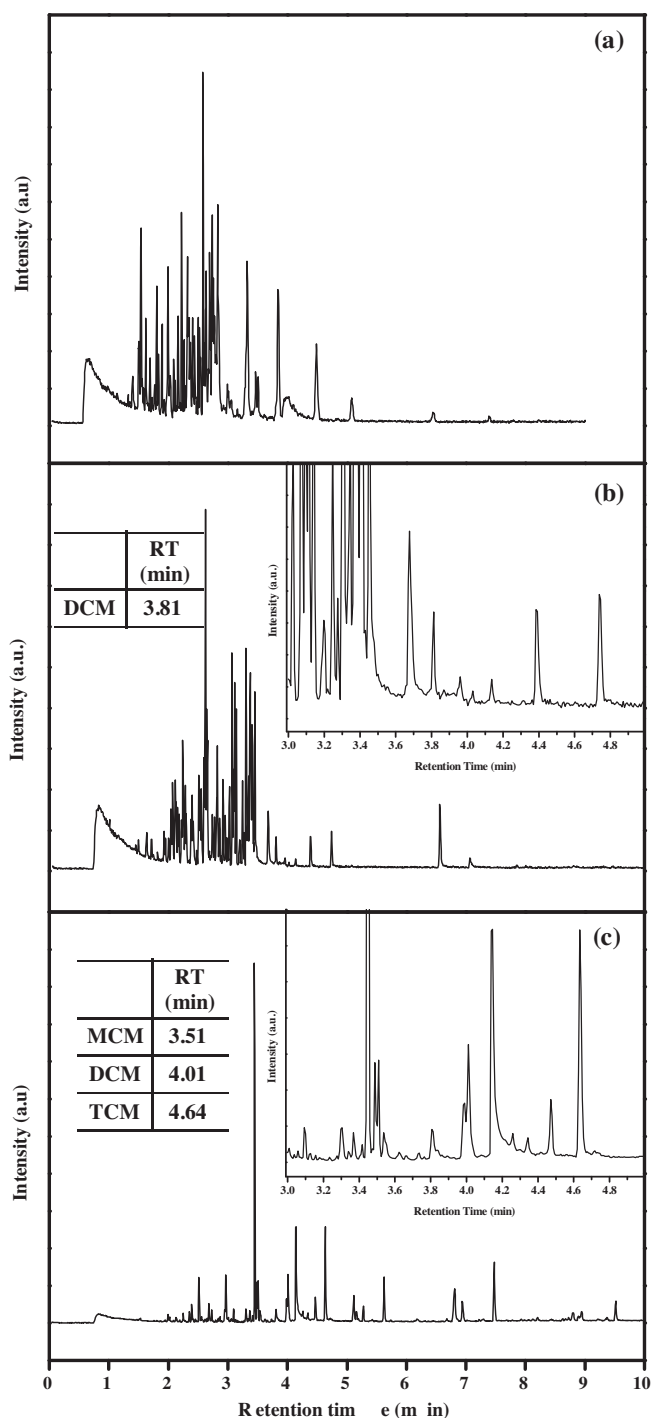 (a)
Intensity (a.u)
(b)
RT
(min)
DCM 3.81
Intensity (a.u.)
Intensity (a.u.)
3.0 3.2 3.4 3.6 3.8 4.0 4.2 4.4 4.6 4.8
Retention Time (min)
(c)
RT
(min)
MCM 3.51
DCM 4.01
TCM 4.64
Intensity (a.u)
Intensity (a.u.)
3.0 3.2 3.4 3.6 3.8 4.0 4.2 4.4 4.6 4.8
Retention Time (min)
0 1 2 3 4 5 6 7 8 9 10
R etention tim e (m in)